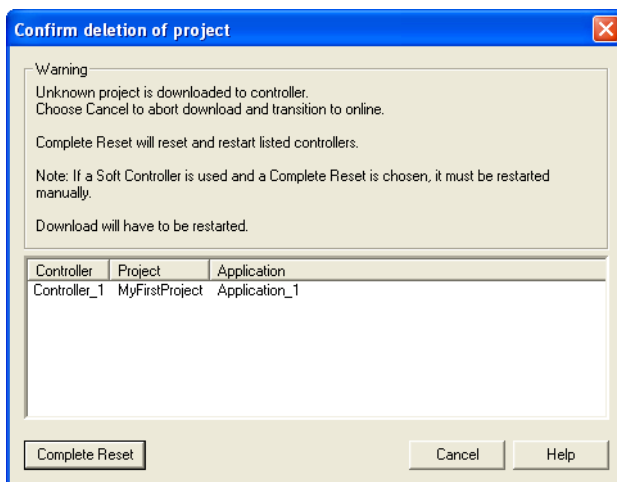 Confirm deletion of project
Warning
Unknown project is downloaded to controller.
Choose Cancel to abort download and transition to online.
Complete Reset will reset and restart listed controllers.
Note: If a Soft Controller is used and a Complete Reset is chosen, it must be restarted
manually.
Download will have to be restarted.
Controller Project Application
Controller_1 MyFirstProject Application_1
Complete Reset Cancel Help